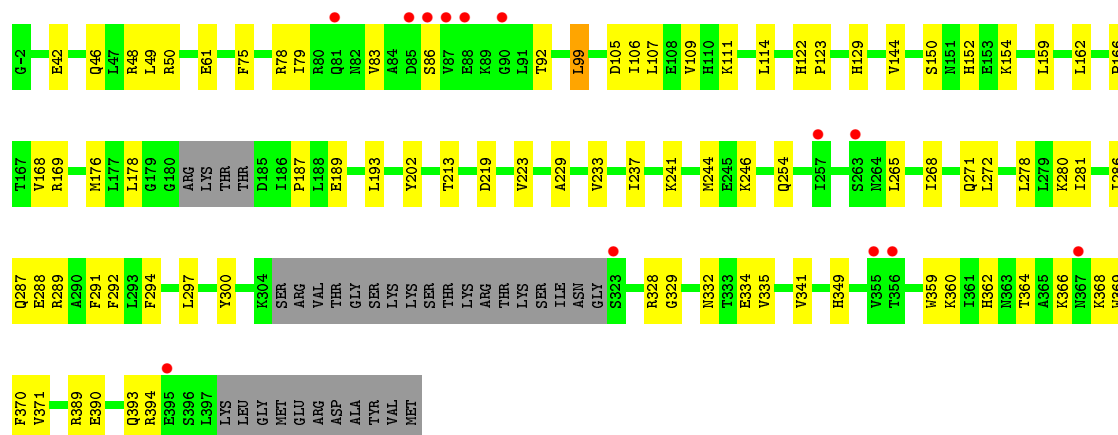 G-2 E42 Q46 L47 R48 L49 R50 E61 F75 R78 I79 R80 Q81 N82 V83 A84 D85 S86 V87 E88 K89 G90 L91 T92 L99 D105 I106 L107 E108 V109 H110 K111 L114 H122 P123 H129 V144 S150 N151 H152 E153 K154 L159 L162 P166
T167 V168 R169 M176 L177 L178 G179 G180 ARG LYS THR THR D185 I186 P187 L188 E189 L193 Y202 T213 D219 V223 A229 V233 I237 K241 M244 E245 K246 Q254 I257 S263 N264 L265 I268 Q271 L272 L278 L279 K280 I281
Q287 E288 R289 A290 F291 F292 L293 F294 L297 Y300 K304 SER ARG VAL THR GLY SER LYS LYS SER THR LYS ARG THR LYS SER ILE ASN GLY S323 R328 G329 N332 T333 E334 V335 V341 H349 V355 T356 W359 K360 I361 H362 N363 T364 A365 K366 N367 K368
F370 V371 R389 E390 Q393 R394 E395 S396 L397 LYS LEU GLY MET GLU ARG ASP ALA TYR VAL MET